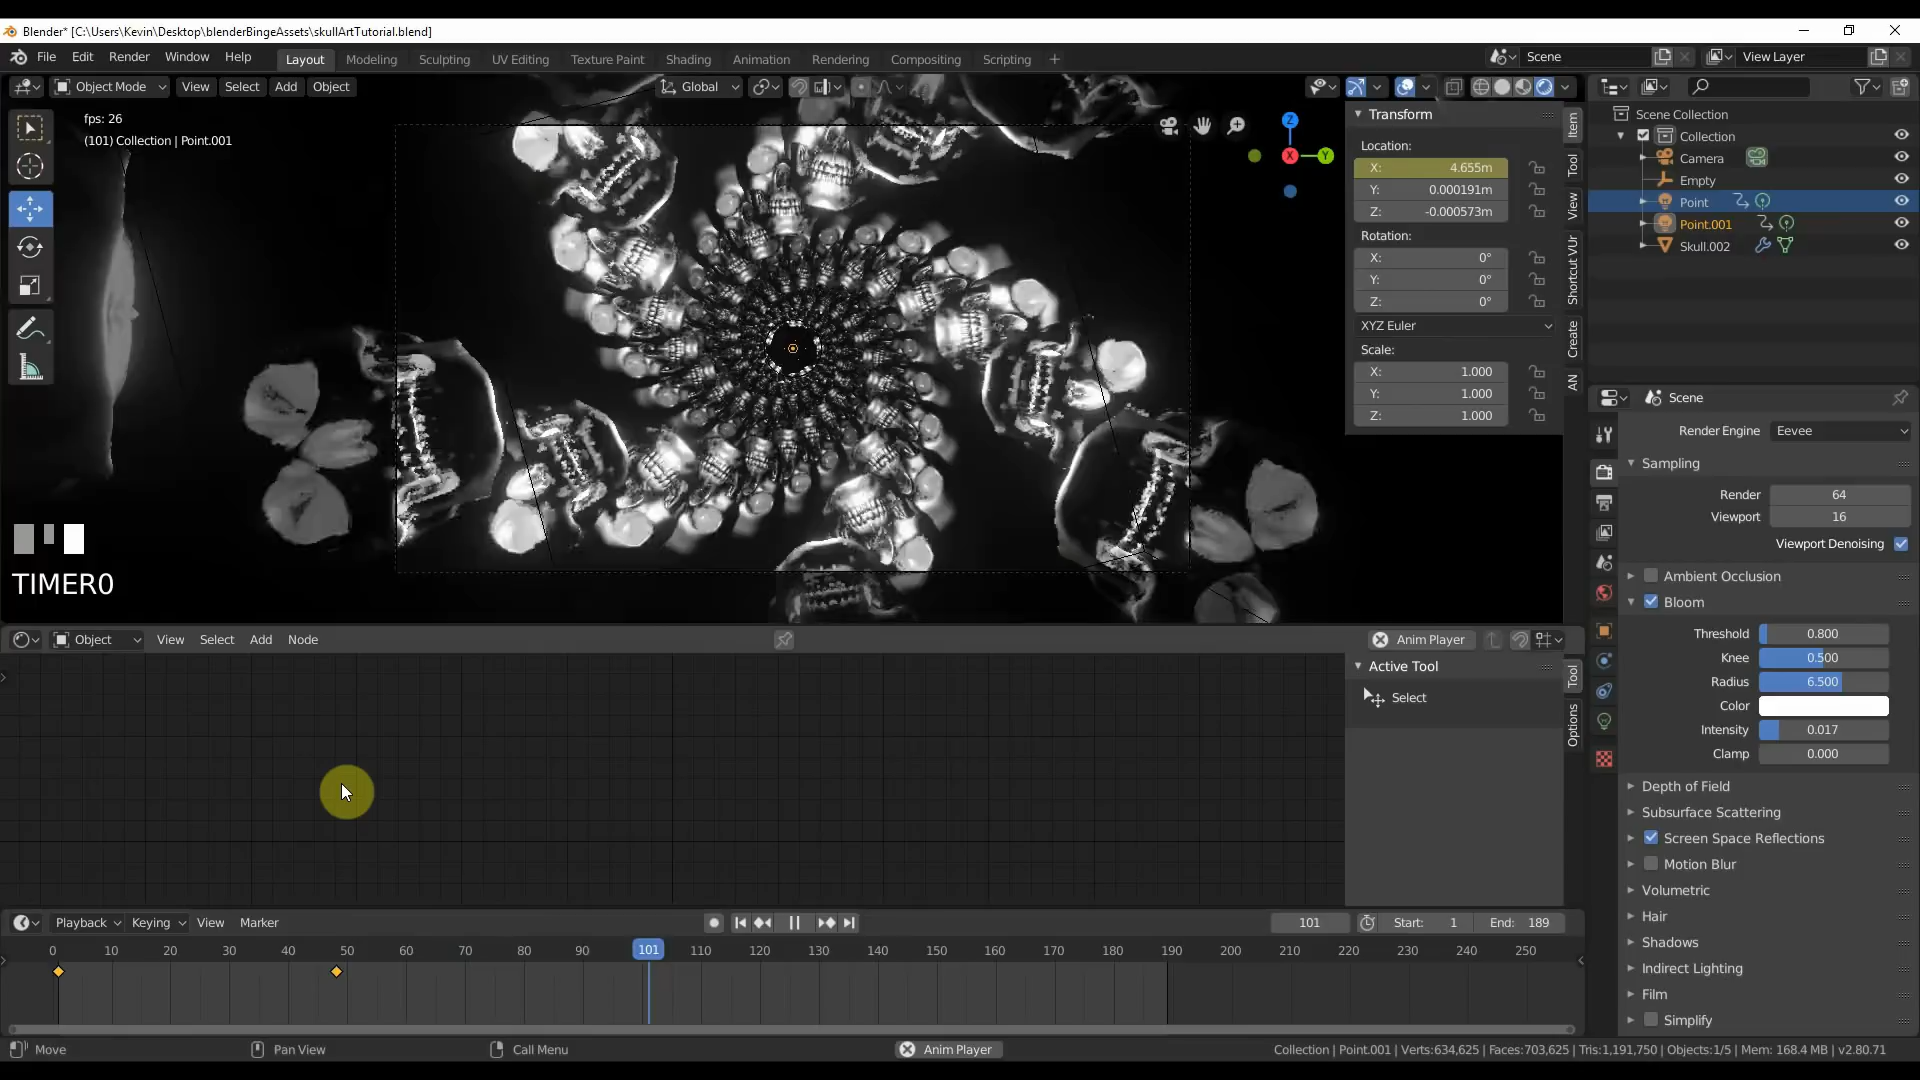 Blender* [C:\Users\Kevin\Desktop\blenderBingeAssets\skullArtTutorial.blend]
File Edit Render Window Help Layout Modeling Sculpting UV Editing Texture Paint Shading Animation Rendering Compositing Scripting + Scene View Layer
Object Mode View Select Add Object Global
fps: 26
(101) Collection | Point.001
Z
X
Y
TIMER0
Transform
Location:
X: 4.655m
Y: 0.000191m
Z: -0.000573m
Rotation:
X: 0°
Y: 0°
Z: 0°
XYZ Euler
Scale:
X: 1.000
Y: 1.000
Z: 1.000
Item
Tool
View
Shortcut VUr
Create
AN
Scene Collection
Collection
Camera
Empty
Point
Point.001
Skull.002
Scene
Render Engine Eevee
Sampling
Render 64
Viewport 16
Viewport Denoising
Ambient Occlusion
Bloom
Threshold 0.800
Knee 0.500
Radius 6.500
Color
Intensity 0.017
Clamp 0.000
Depth of Field
Subsurface Scattering
Screen Space Reflections
Motion Blur
Volumetric
Hair
Shadows
Indirect Lighting
Film
Simplify
Object View Select Add Node Anim Player
Active Tool
Select
Tool
Options
Playback Keying View Marker 101 Start: 1 End: 189
0 10 20 30 40 50 60 70 80 90 101 110 120 130 140 150 160 170 180 190 200 210 220 230 240 250
Move Pan View Call Menu Anim Player Collection | Point.001 | Verts:634,625 | Faces:703,625 | Tris:1,191,750 | Objects:1/5 | Mem: 168.4 MB | v2.80.71